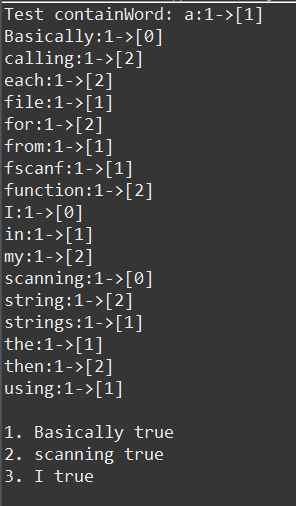 Test containWord: a:1->[1]
Basically:1->[0]
calling:1->[2]
each:1->[2]
file:1->[1]
for:1->[2]
from:1->[1]
fscanf:1->[1]
function:1->[2]
I:1->[0]
in:1->[1]
my:1->[2]
scanning:1->[0]
string:1->[2]
strings:1->[1]
the:1->[1]
then:1->[2]
using:1->[1]
1. Basically true
2. scanning true
3. I true